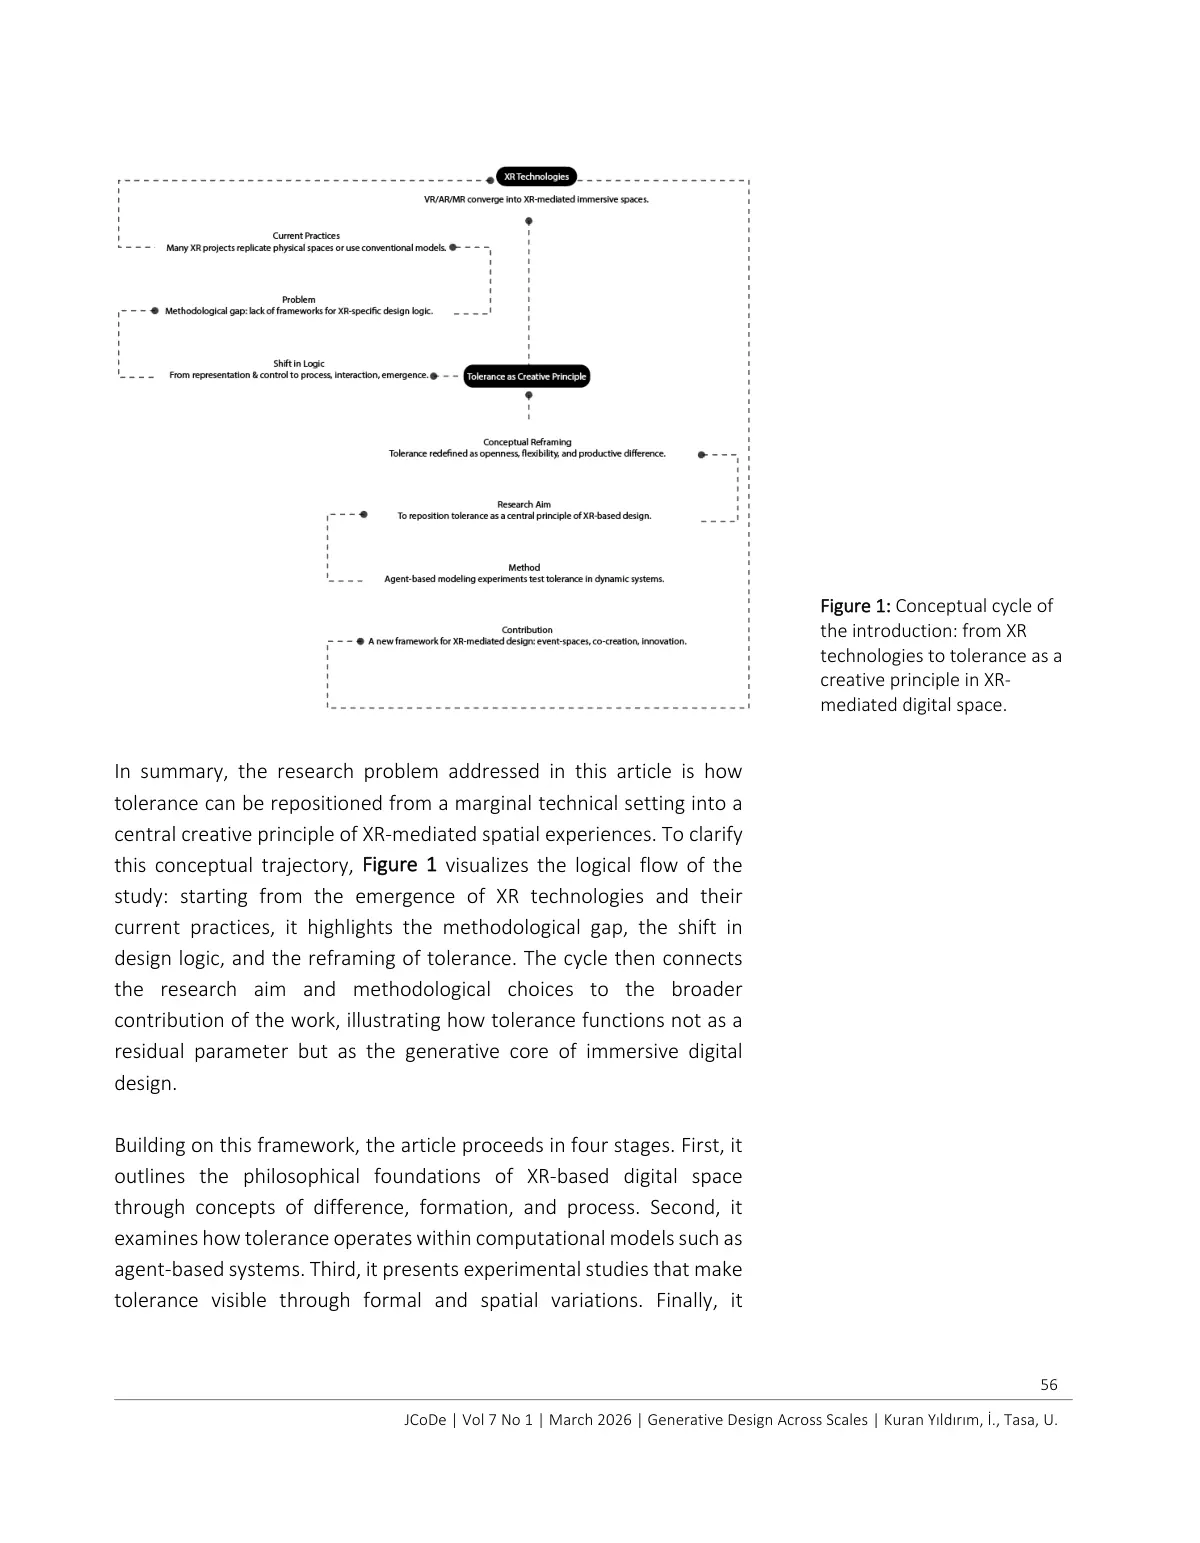 XR Technologies
VR/AR/MR converge into XR-mediated immersive spaces.
Current Practices
Many XR projects replicate physical spaces or use conventional models.
Problem
Methodological gap: lack of frameworks for XR-specific design logic.
Shift in Logic
From representation & control to process, interaction, emergence.
Tolerance as Creative Principle
Conceptual Reframing
Tolerance redefined as openness, flexibility, and productive difference.
Research Aim
To reposition tolerance as a central principle of XR-based design.
Method
Agent-based modeling experiments test tolerance in dynamic systems.
Contribution
A new framework for XR-mediated design: event-spaces, co-creation, innovation.
Figure 1: Conceptual cycle of
the introduction: from XR
technologies to tolerance as a
creative principle in XR-
mediated digital space.
In summary, the research problem addressed in this article is how
tolerance can be repositioned from a marginal technical setting into a
central creative principle of XR-mediated spatial experiences. To clarify
this conceptual trajectory, Figure 1 visualizes the logical flow of the
study: starting from the emergence of XR technologies and their
current practices, it highlights the methodological gap, the shift in
design logic, and the reframing of tolerance. The cycle then connects
the research aim and methodological choices to the broader
contribution of the work, illustrating how tolerance functions not as a
residual parameter but as the generative core of immersive digital
design.
Building on this framework, the article proceeds in four stages. First, it
outlines the philosophical foundations of XR-based digital space
through concepts of difference, formation, and process. Second, it
examines how tolerance operates within computational models such as
agent-based systems. Third, it presents experimental studies that make
tolerance visible through formal and spatial variations. Finally, it
56
JCoDe | Vol 7 No 1 | March 2026 | Generative Design Across Scales | Kuran Yıldırım, İ., Tasa, U.